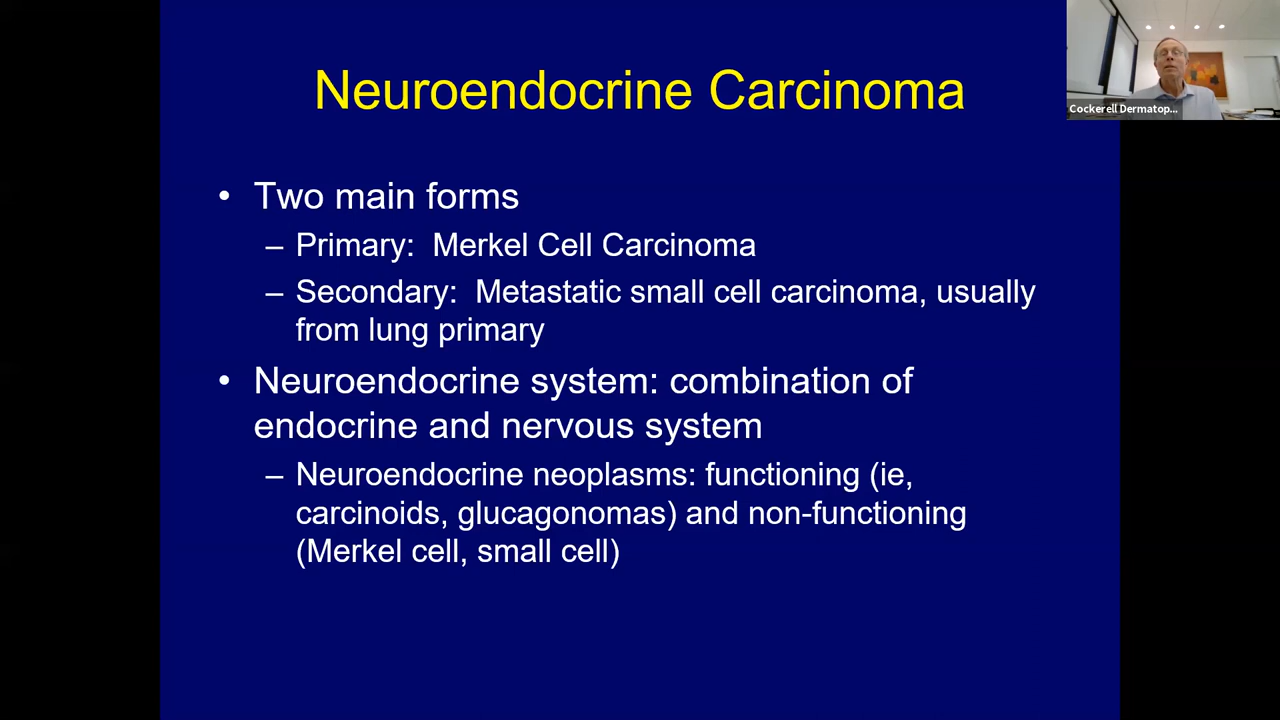 Neuroendocrine Carcinoma
Cockerell Dermatop...
• Two main forms
– Primary: Merkel Cell Carcinoma
– Secondary: Metastatic small cell carcinoma, usually
from lung primary
• Neuroendocrine system: combination of
endocrine and nervous system
– Neuroendocrine neoplasms: functioning (ie,
carcinoids, glucagonomas) and non-functioning
(Merkel cell, small cell)